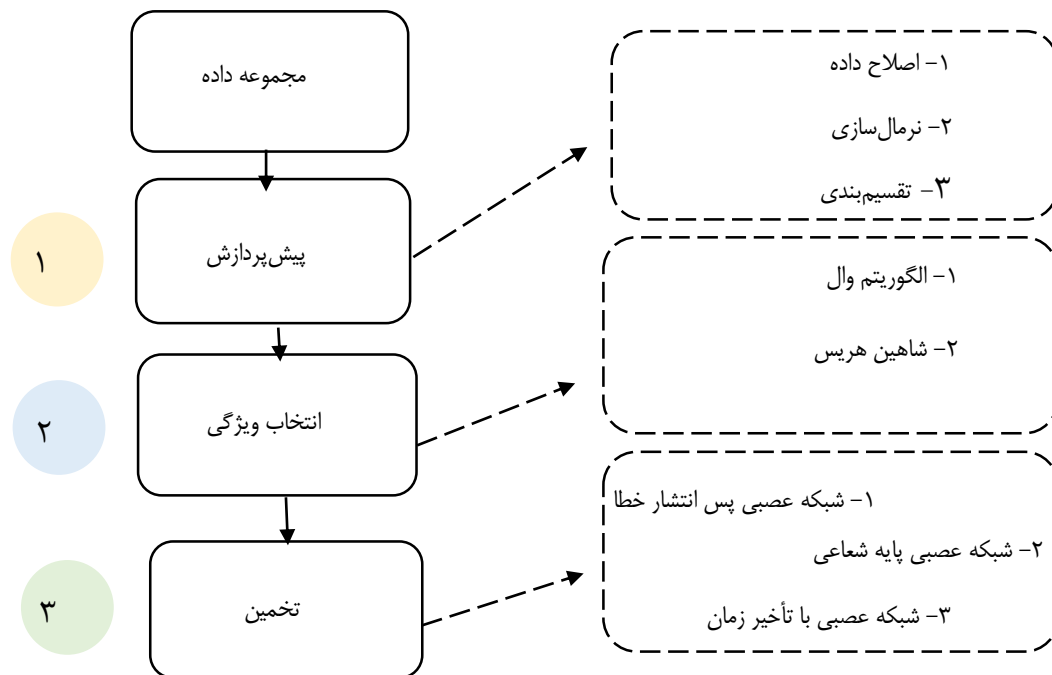 مجموعه داده
۱- اصلاح داده
۲- نرمال‌سازی
۳- تقسیم‌بندی
۱
پیش‌پردازش
۱- الگوریتم وال
۲- شاهین هریس
۲
انتخاب ویژگی
۱- شبکه عصبی پس انتشار خطا
۲- شبکه عصبی پایه شعاعی
۳- شبکه عصبی با تأخیر زمان
۳
تخمین